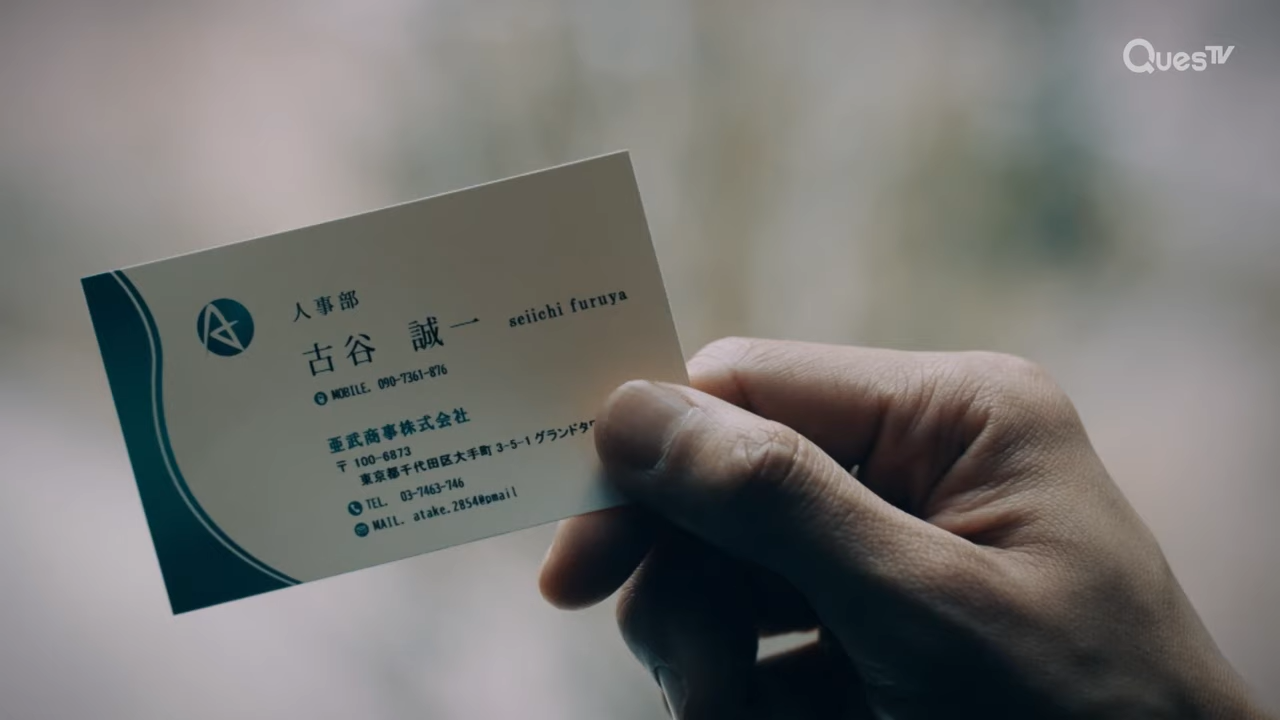 QuesTV
人事部
古谷 誠一 seiichi furuya
MOBILE. 090-7361-876
亜武商事株式会社
〒100-6873
東京都千代田区大手町 3-5-1 グランドタワ
TEL. 03-7463-746
MAIL. atake.2854@pmail